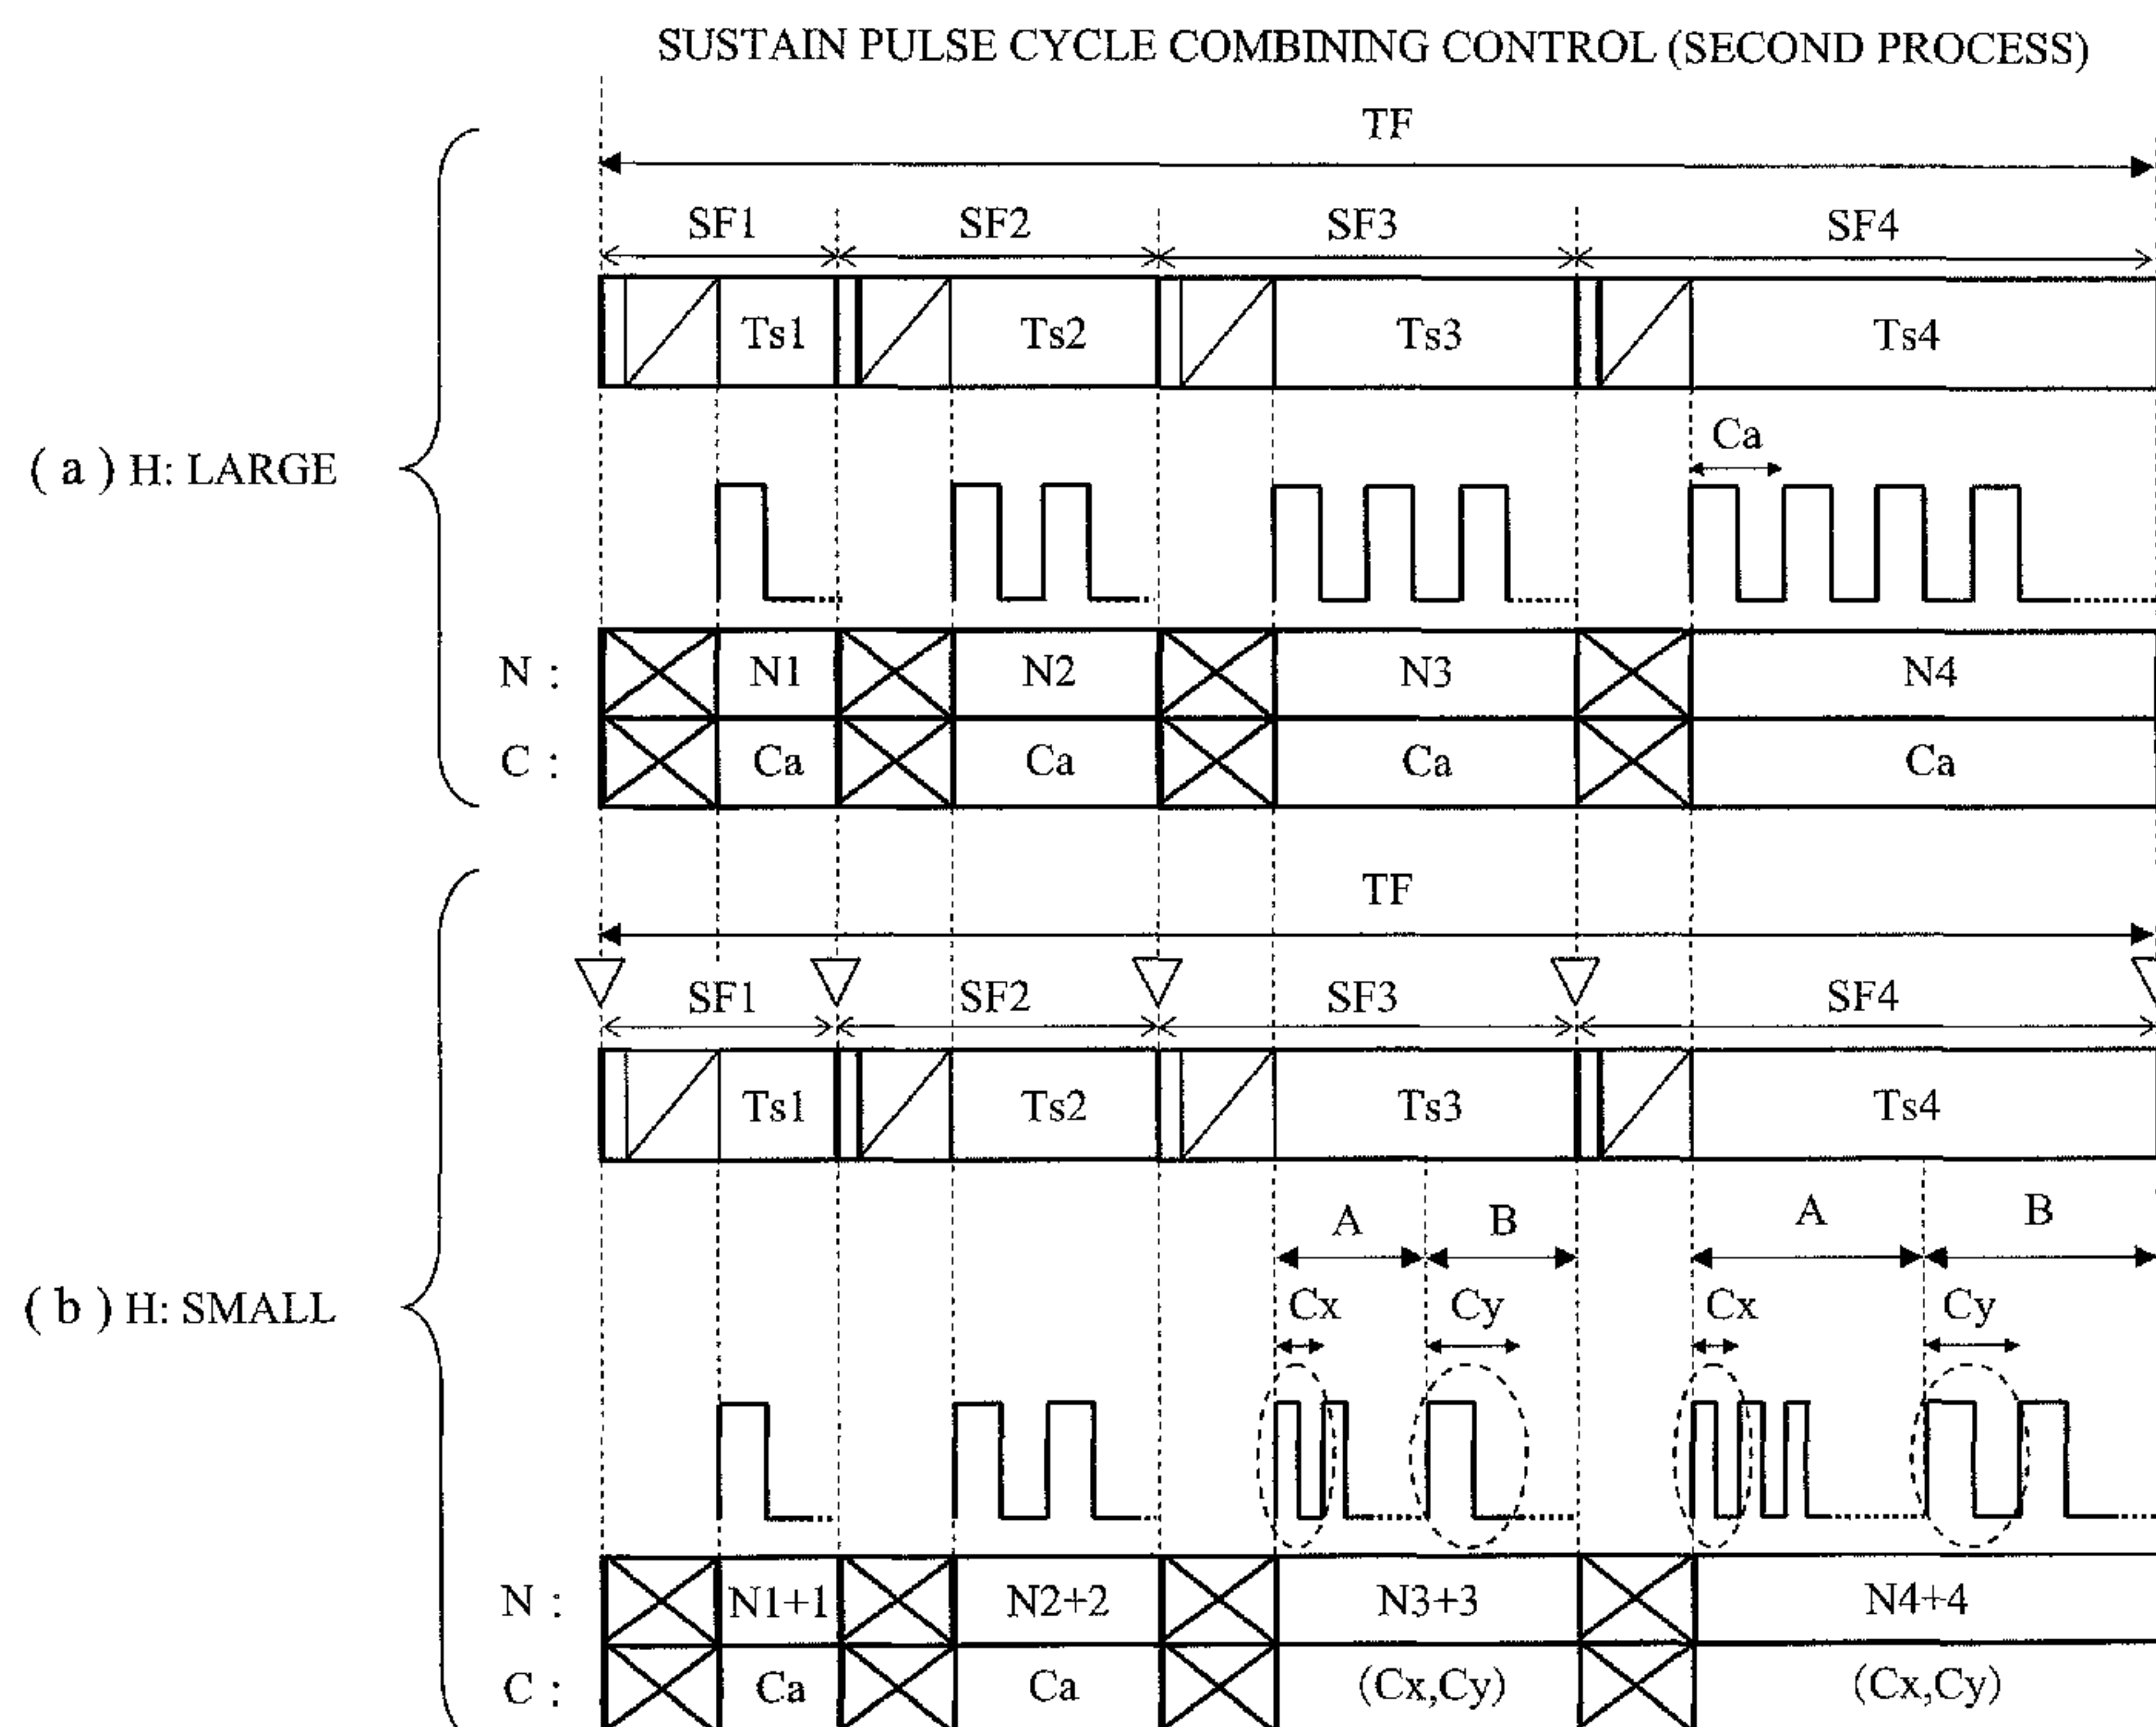 SUSTAIN PULSE CYCLE COMBINING CONTROL (SECOND PROCESS)
TF
SF1 SF2 SF3 SF4
Ts1 Ts2 Ts3 Ts4
Ca
( a ) H: LARGE
N : N1 N2 N3 N4
C : Ca Ca Ca Ca
TF
SF1 SF2 SF3 SF4
Ts1 Ts2 Ts3 Ts4
A B A B
( b ) H: SMALL
Cx Cy Cx Cy
N : N1+1 N2+2 N3+3 N4+4
C : Ca Ca (Cx,Cy) (Cx,Cy)